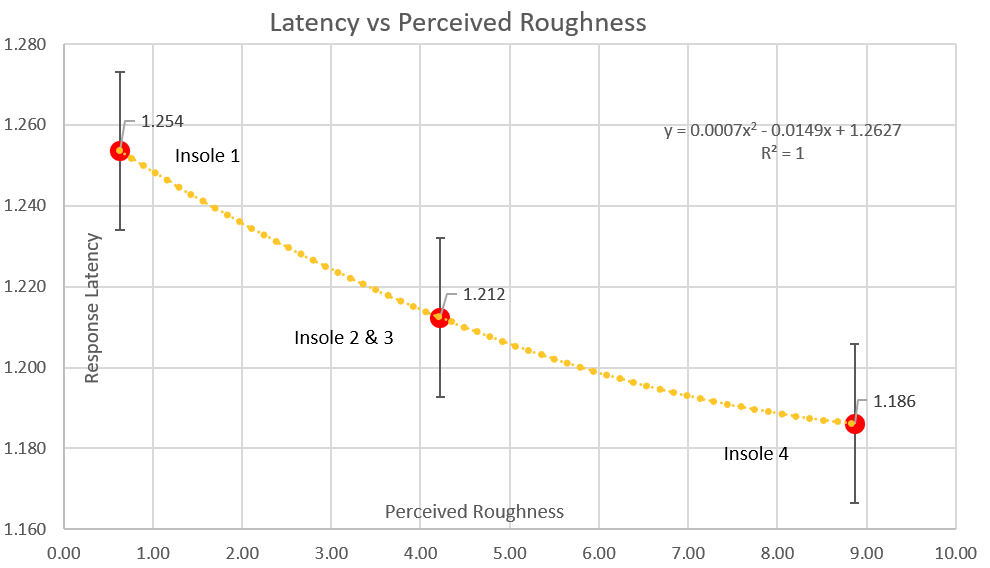 Latency vs Perceived Roughness
1.280
1.260
1.240
1.220
1.200
1.180
1.160
Response Latency
1.254
Insole 1
y = 0.0007x² - 0.0149x + 1.2627
R² = 1
1.212
Insole 2 & 3
1.186
Insole 4
Perceived Roughness
0.00 1.00 2.00 3.00 4.00 5.00 6.00 7.00 8.00 9.00 10.00